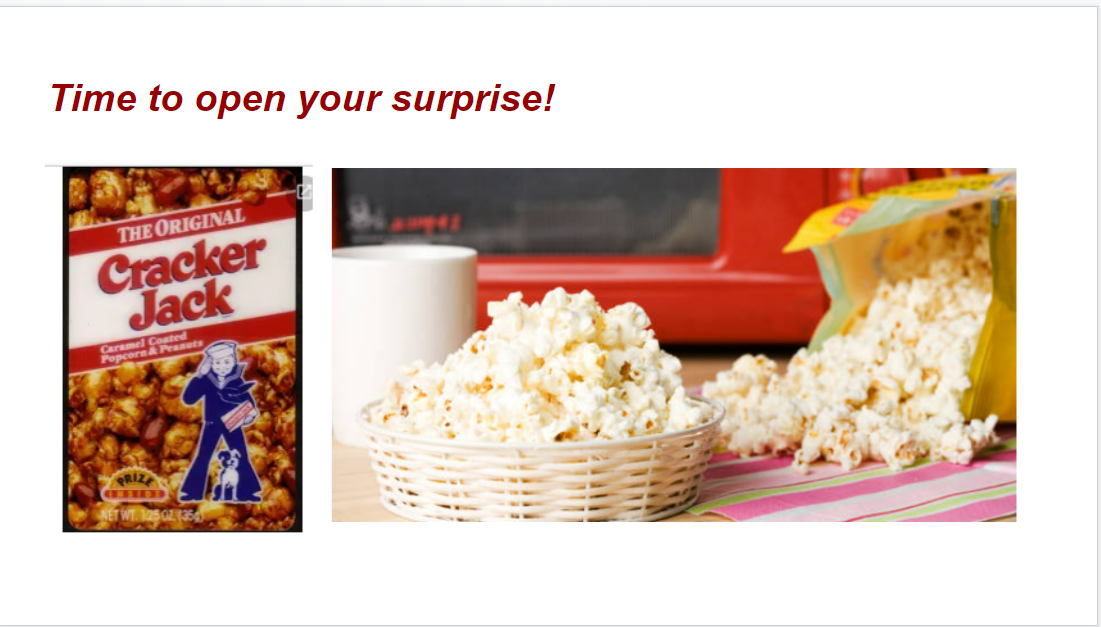 Time to open your surprise!
THE ORIGINAL
Cracker
Jack
Caramel Coated
Popcorn & Peanuts
PRIZE
INSIDE
NET WT. 1.25 OZ. (35g)